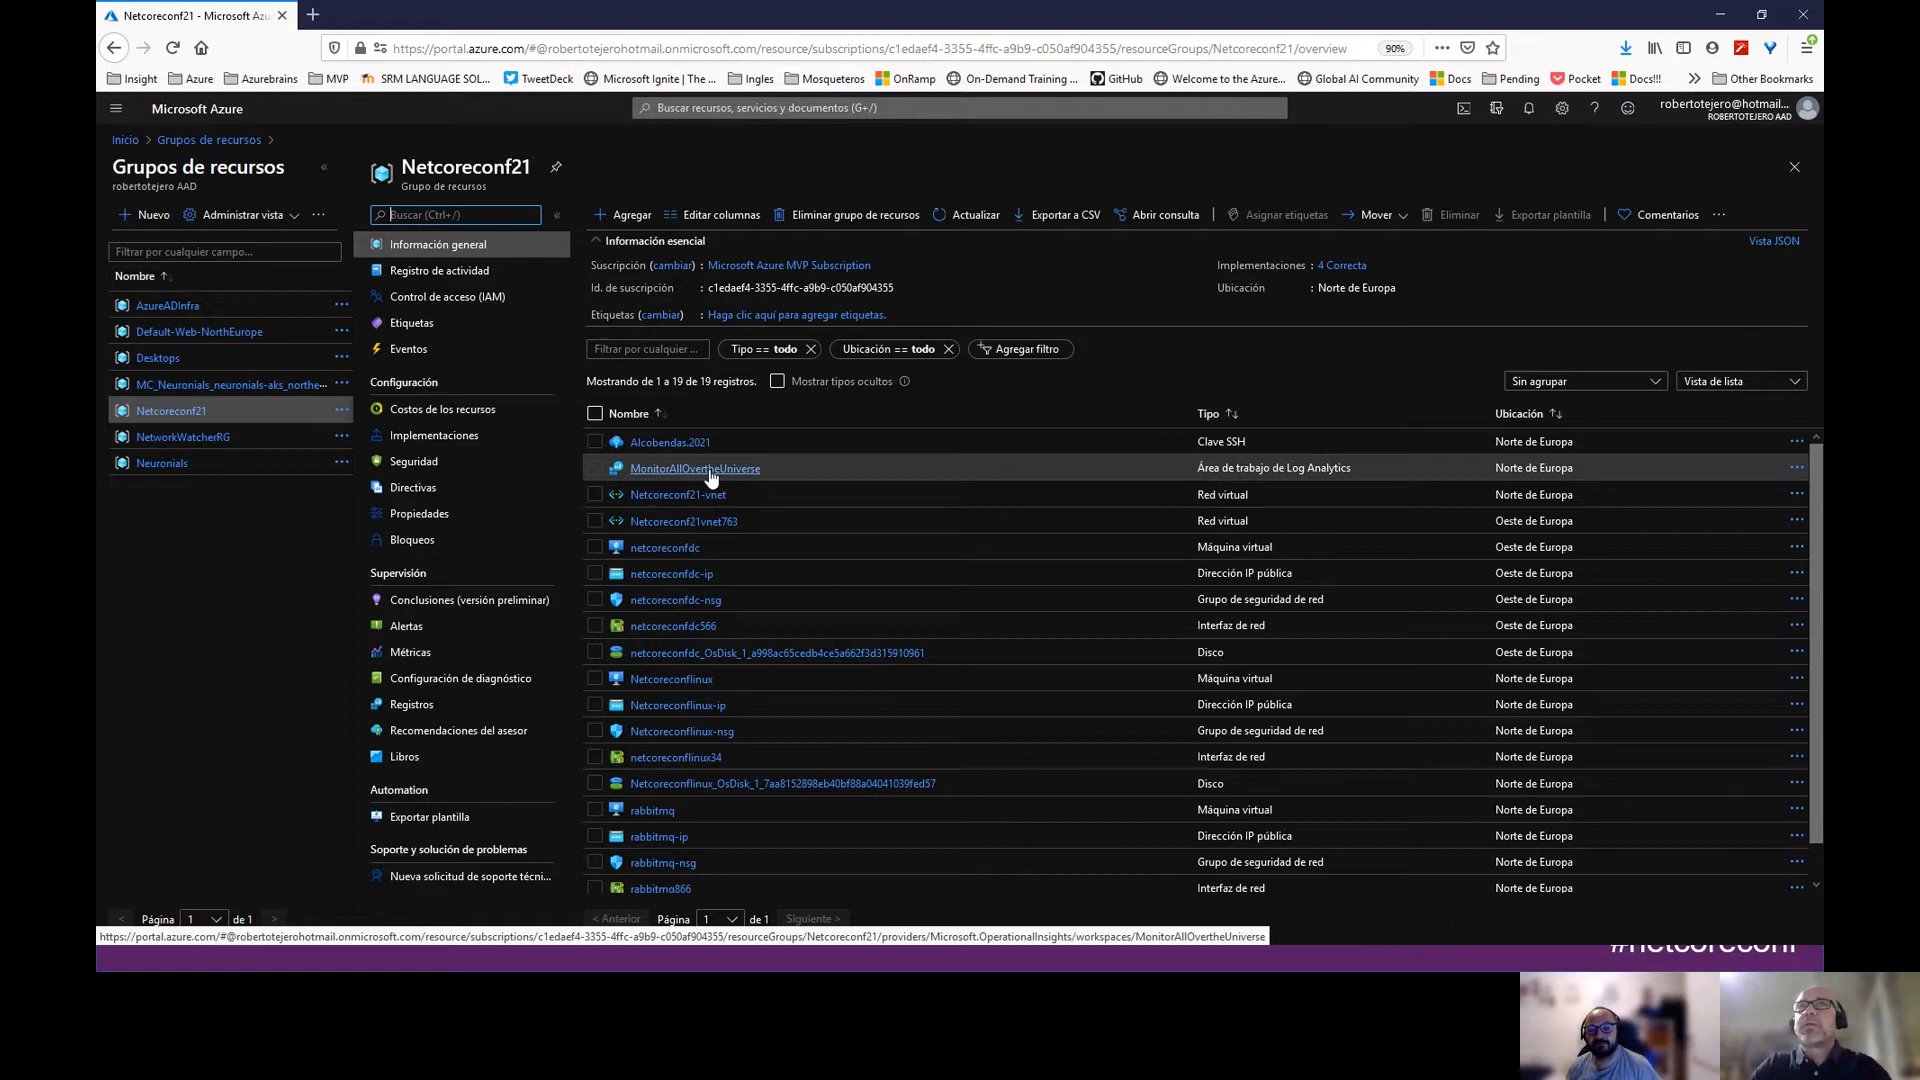 Netcoreconf21 - Microsoft Azu
https://portal.azure.com/#@robertotejerohotmail.onmicrosoft.com/resource/subscriptions/c1edaef4-3355-4ffc-a9b9-c050af904355/resourceGroups/Netcoreconf21/overview 90%
Insight Azure Azurebrains MVP SRM LANGUAGE SOL... TweetDeck Microsoft Ignite | The ... Ingles Mosqueteros OnRamp On-Demand Training ... GitHub Welcome to the Azure... Global AI Community Docs Pending Pocket Docs!!! Other Bookmarks
Microsoft Azure
Buscar recursos, servicios y documentos (G+/)
robertotejero@hotmail...
ROBERTOTEJERO AAD
Inicio > Grupos de recursos >
Grupos de recursos
robertotejero AAD
Nuevo Administrar vista ...
Filtrar por cualquier campo...
Nombre
AzureADInfra
Default-Web-NorthEurope
Desktops
MC_Neuronials_neuronials-aks_northe...
Netcoreconf21
NetworkWatcherRG
Neuronials
< Página 1 de 1 >
Netcoreconf21
Grupo de recursos
Buscar (Ctrl+/)
Información general
Registro de actividad
Control de acceso (IAM)
Etiquetas
Eventos
Configuración
Costos de los recursos
Implementaciones
Seguridad
Directivas
Propiedades
Bloqueos
Supervisión
Conclusiones (versión preliminar)
Alertas
Métricas
Configuración de diagnóstico
Registros
Recomendaciones del asesor
Libros
Automation
Exportar plantilla
Soporte y solución de problemas
Nueva solicitud de soporte técni...
Agregar Editar columnas Eliminar grupo de recursos Actualizar Exportar a CSV Abrir consulta Asignar etiquetas Mover Eliminar Exportar plantilla Comentarios ...
Información esencial Vista JSON
Suscripción (cambiar) : Microsoft Azure MVP Subscription Implementaciones : 4 Correcta
Id. de suscripción : c1edaef4-3355-4ffc-a9b9-c050af904355 Ubicación : Norte de Europa
Etiquetas (cambiar) : Haga clic aquí para agregar etiquetas.
Filtrar por cualquier ... Tipo == todo Ubicación == todo Agregar filtro
Mostrando de 1 a 19 de 19 registros. Mostrar tipos ocultos Sin agrupar Vista de lista
Nombre Tipo Ubicación
Alcobendas.2021 Clave SSH Norte de Europa
MonitorAllOvertheUniverse Área de trabajo de Log Analytics Norte de Europa
Netcoreconf21-vnet Red virtual Norte de Europa
Netcoreconf21vnet763 Red virtual Oeste de Europa
netcoreconfdc Máquina virtual Oeste de Europa
netcoreconfdc-ip Dirección IP pública Oeste de Europa
netcoreconfdc-nsg Grupo de seguridad de red Oeste de Europa
netcoreconfdc566 Interfaz de red Oeste de Europa
netcoreconfdc_OsDisk_1_a998ac65cedb4ce5a662f3d315910961 Disco Oeste de Europa
Netcoreconflinux Máquina virtual Norte de Europa
Netcoreconflinux-ip Dirección IP pública Norte de Europa
Netcoreconflinux-nsg Grupo de seguridad de red Norte de Europa
netcoreconflinux34 Interfaz de red Norte de Europa
Netcoreconflinux_OsDisk_1_7aa8152898eb40bf88a04041039fed57 Disco Norte de Europa
rabbitmq Máquina virtual Norte de Europa
rabbitmq-ip Dirección IP pública Norte de Europa
rabbitmq-nsg Grupo de seguridad de red Norte de Europa
rabbitmq866 Interfaz de red Norte de Europa
< Anterior Página 1 de 1 Siguiente >
https://portal.azure.com/#@robertotejerohotmail.onmicrosoft.com/resource/subscriptions/c1edaef4-3355-4ffc-a9b9-c050af904355/resourceGroups/Netcoreconf21/providers/Microsoft.OperationalInsights/workspaces/MonitorAllOvertheUniverse
#netcoreconf